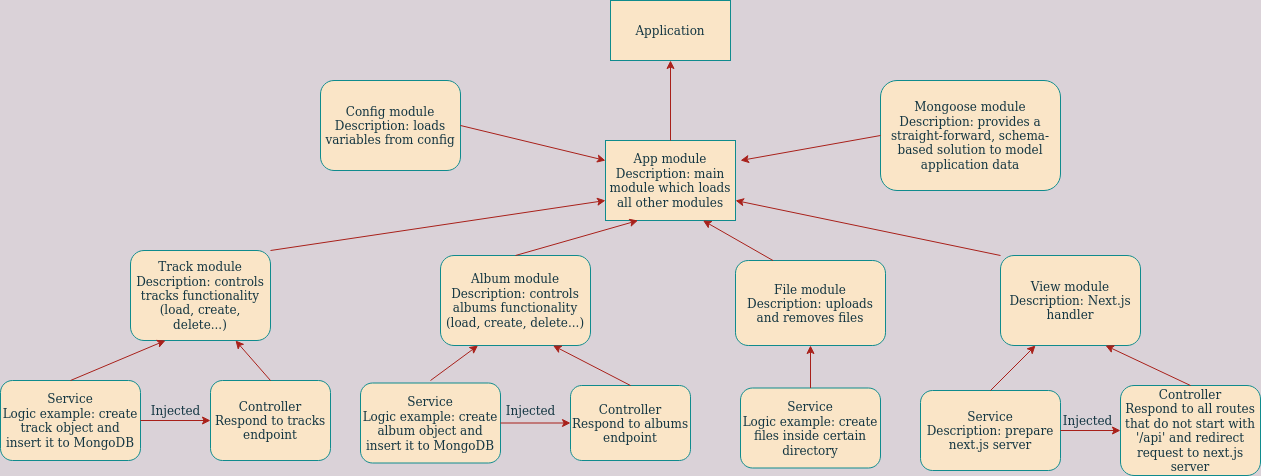 Application
Config module
Description: loads
variables from config
Mongoose module
Description: provides a
straight-forward, schema-
based solution to model
application data
App module
Description: main
module which loads
all other modules
Track module
Description: controls
tracks functionality
(load, create,
delete...)
Album module
Description: controls
albums functionality
(load, create, delete...)
File module
Description: uploads
and removes files
View module
Description: Next.js
handler
Service
Logic example: create
track object and
insert it to MongoDB
Injected
Controller
Respond to tracks
endpoint
Service
Logic example: create
album object and
insert it to MongoDB
Injected
Controller
Respond to albums
endpoint
Service
Logic example: create
files inside certain
directory
Service
Description: prepare
next.js server
Injected
Controller
Respond to all routes
that do not start with
'/api' and redirect
request to next.js
server